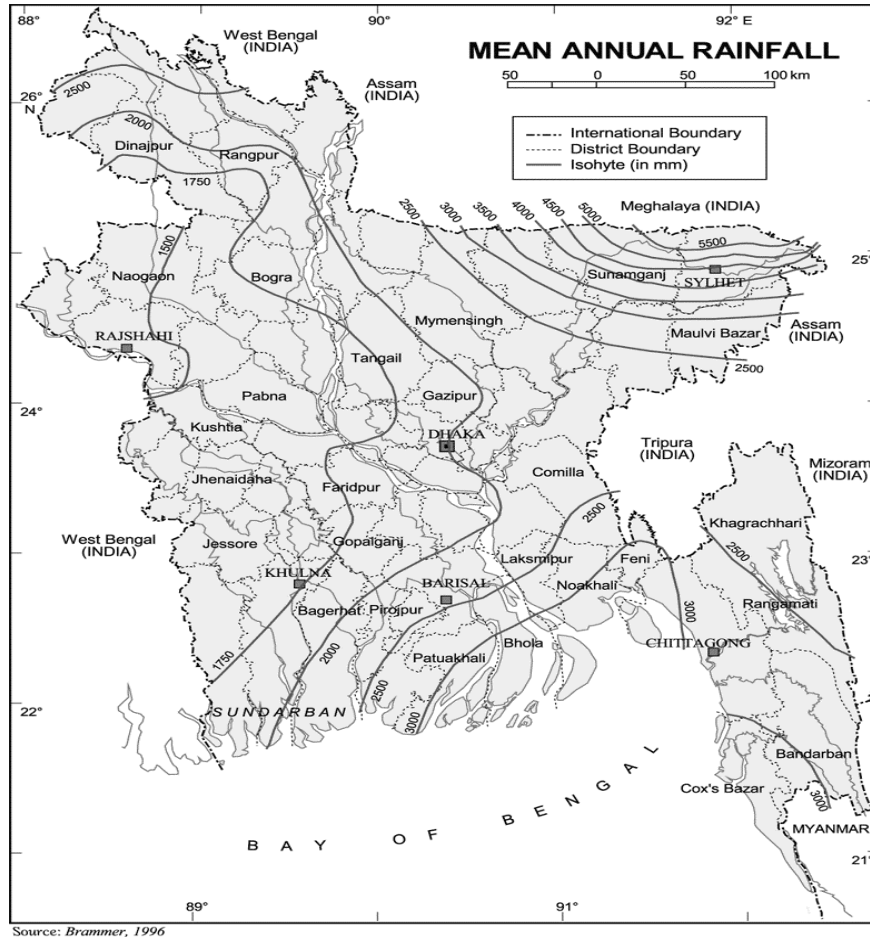 88°
90°
92° E
West Bengal
(INDIA)
MEAN ANNUAL RAINFALL
50 0 50 100 km
Assam
(INDIA)
26°
N
2500
International Boundary
District Boundary
Isohyte (in mm)
2000
Dinajpur
Rangpur
1750
2500
3000
3500
4000
4500
5000
Meghalaya (INDIA)
5500
1500
25°
Naogaon
Bogra
Sunamganj
SYLHET
Mymensingh
Assam
(INDIA)
RAJSHAHI
Maulvi Bazar
Tangail
2500
Pabna
Gazipur
24°
Kushtia
DHAKA
Tripura
(INDIA)
Mizoram
(INDIA)
Comilla
Jhenaidaha
Faridpur
2500
Khagrachhari
West Bengal
(INDIA)
Jessore
Gopalganj
Laksmipur
Feni
2500
23°
KHULNA
BARISAL
Noakhali
Bagerhat
Pirojpur
3000
Rangamati
Bhola
CHITTAGONG
1750
2000
Patuakhali
2500
3000
22°
SUNDARBAN
Bandarban
Cox's Bazar
3000
BAY OF BENGAL
MYANMAR
21°
89°
91°
Source: Brammer, 1996